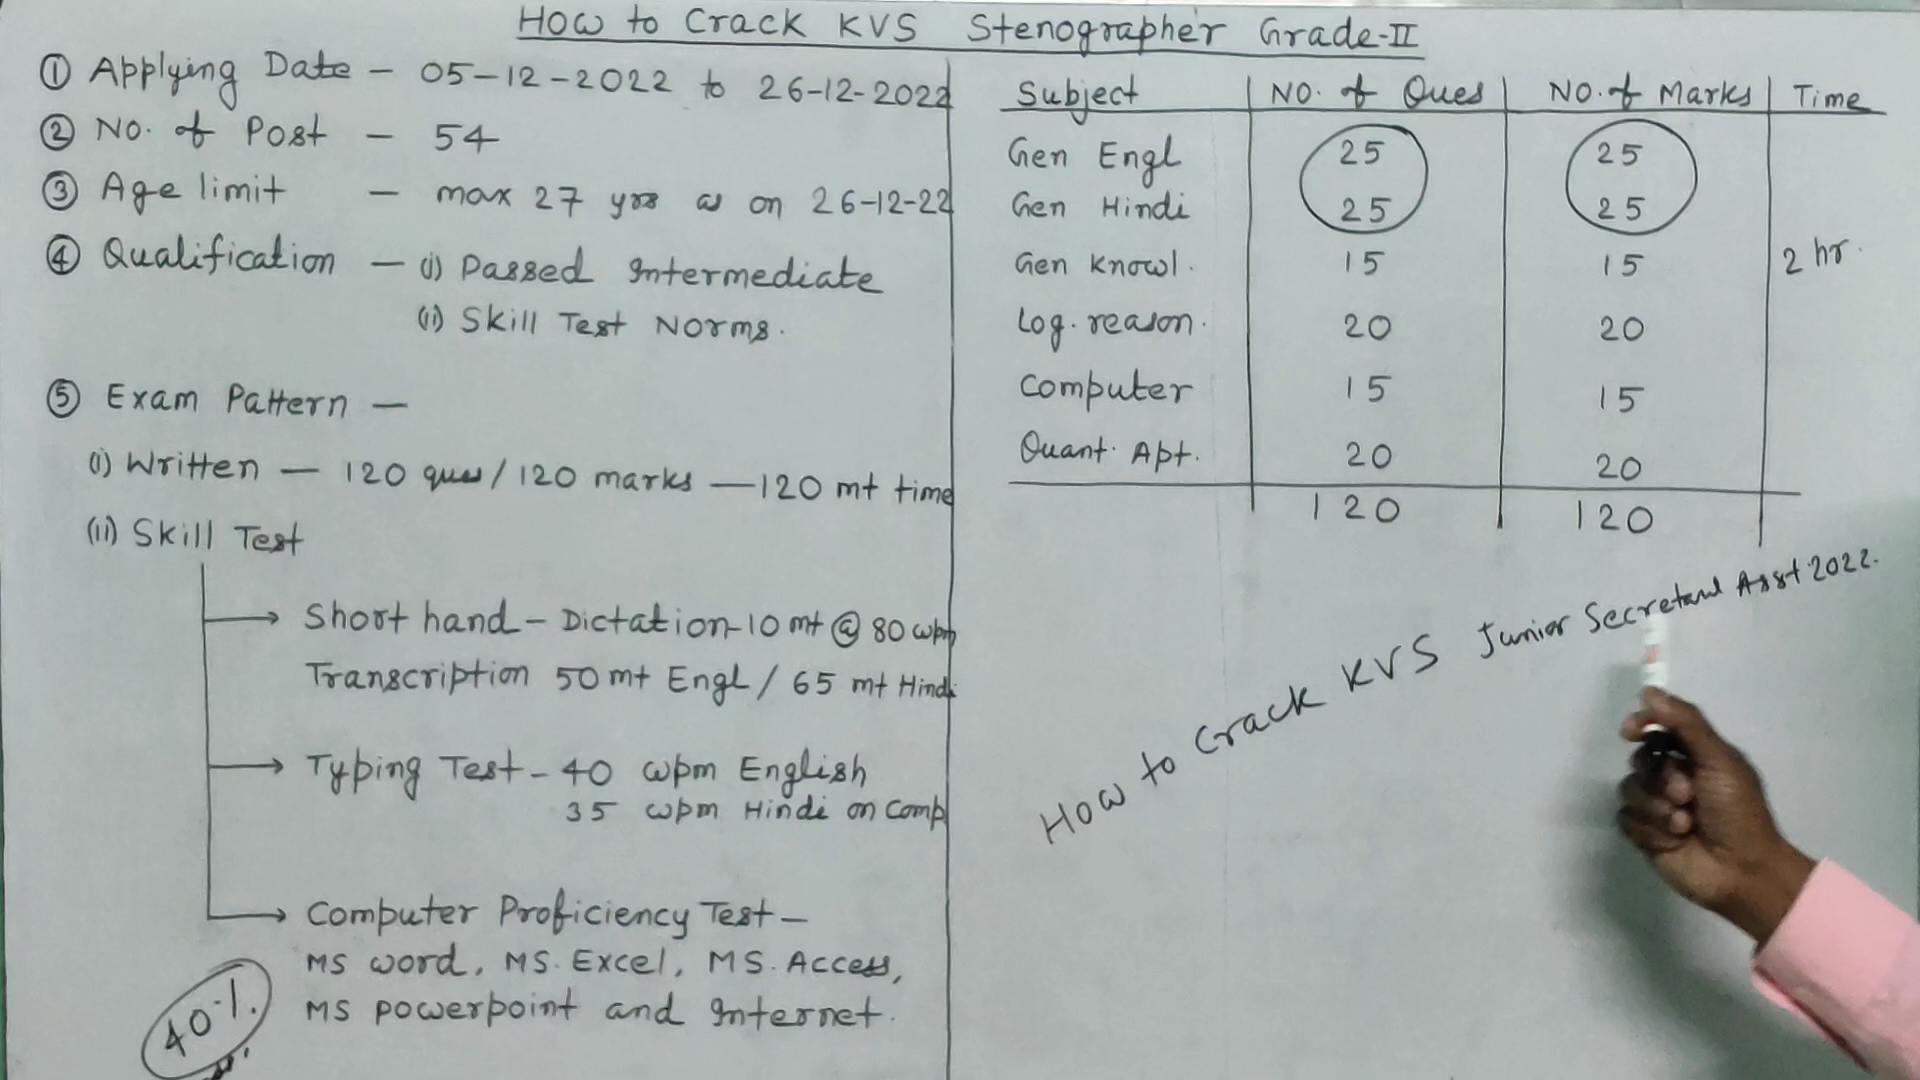 How to Crack KVS Stenographer Grade-II
① Applying Date – 05-12-2022 to 26-12-2022
② No. of Post – 54
③ Age limit – max 27 yrs as on 26-12-22
④ Qualification – (i) Passed Intermediate
(ii) Skill Test Norms.
⑤ Exam Pattern –
(i) Written – 120 ques / 120 marks – 120 mt time
(ii) Skill Test
Short hand – Dictation-10 mt @ 80 wpm
Transcription 50 mt Engl / 65 mt Hindi
Typing Test – 40 wpm English
35 wpm Hindi on Comp
Computer Proficiency Test –
MS word, MS. Excel, MS. Access,
MS powerpoint and Internet.
40%
Subject No. of Ques No. of Marks Time
Gen Engl 25 25
Gen Hindi 25 25
Gen Knowl. 15 15 2 hr.
Log. reason. 20 20
Computer 15 15
Quant. Apt. 20 20
120 120
How to Crack KVS Junior Asst 2022.